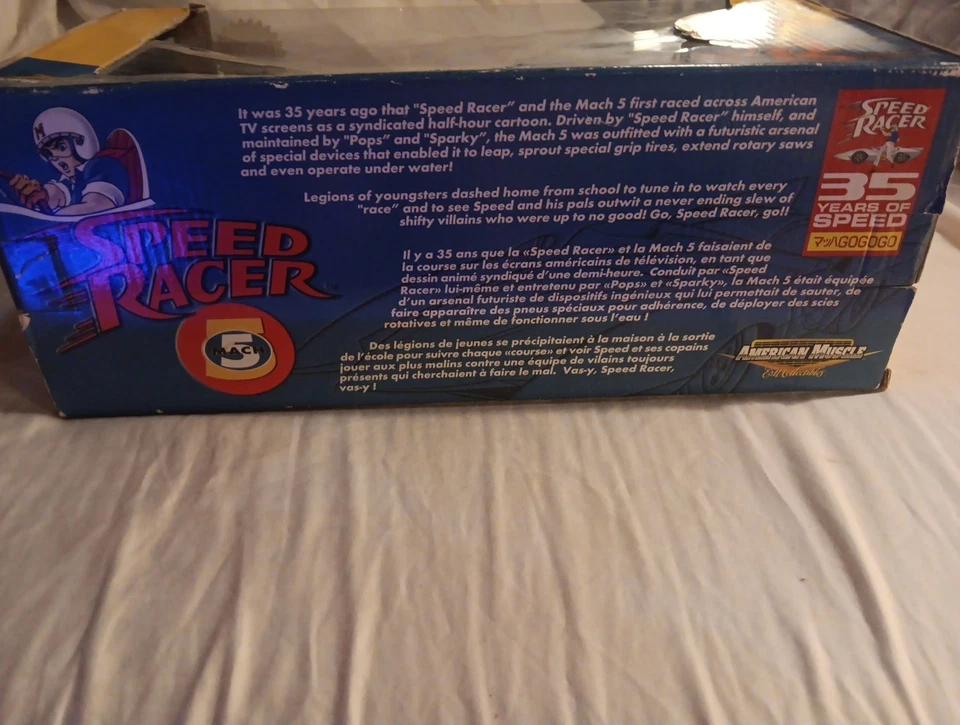 It was 35 years ago that "Speed Racer" and the Mach 5 first raced across American
TV screens as a syndicated half-hour cartoon. Driven by "Speed Racer" himself, and
maintained by "Pops" and "Sparky", the Mach 5 was outfitted with a futuristic arsenal
of special devices that enabled it to leap, sprout special grip tires, extend rotary saws
and even operate under water!
Legions of youngsters dashed home from school to tune in to watch every
"race" and to see Speed and his pals outwit a never ending slew of
shifty villains who were up to no good! Go, Speed Racer, go!!
Il y a 35 ans que la «Speed Racer» et la Mach 5 faisaient de
la course sur les écrans américains de télévision, en tant que
dessin animé syndiqué d'une demi-heure. Conduit par «Speed
Racer» lui-même et entretenu par «Pops» et «Sparky», la Mach 5 était équipée
d'un arsenal futuriste de dispositifs ingénieux qui lui permettait de sauter, de
faire apparaître des pneus spéciaux pour adhérence, de déployer des scies
rotatives et même de fonctionner sous l'eau !
Des légions de jeunes se précipitaient à la maison à la sortie
de l'école pour suivre chaque «course» et voir Speed et ses copains
jouer aux plus malins contre une équipe de vilains toujours
présents qui cherchaient à faire le mal. Vas-y, Speed Racer,
vas-y !
M
SPEED
RACER
TM
5
MACH
SPEED
RACER
35
YEARS OF
SPEED
マッハGOGOGO
AMERICAN MUSCLE
Ertl Collectibles